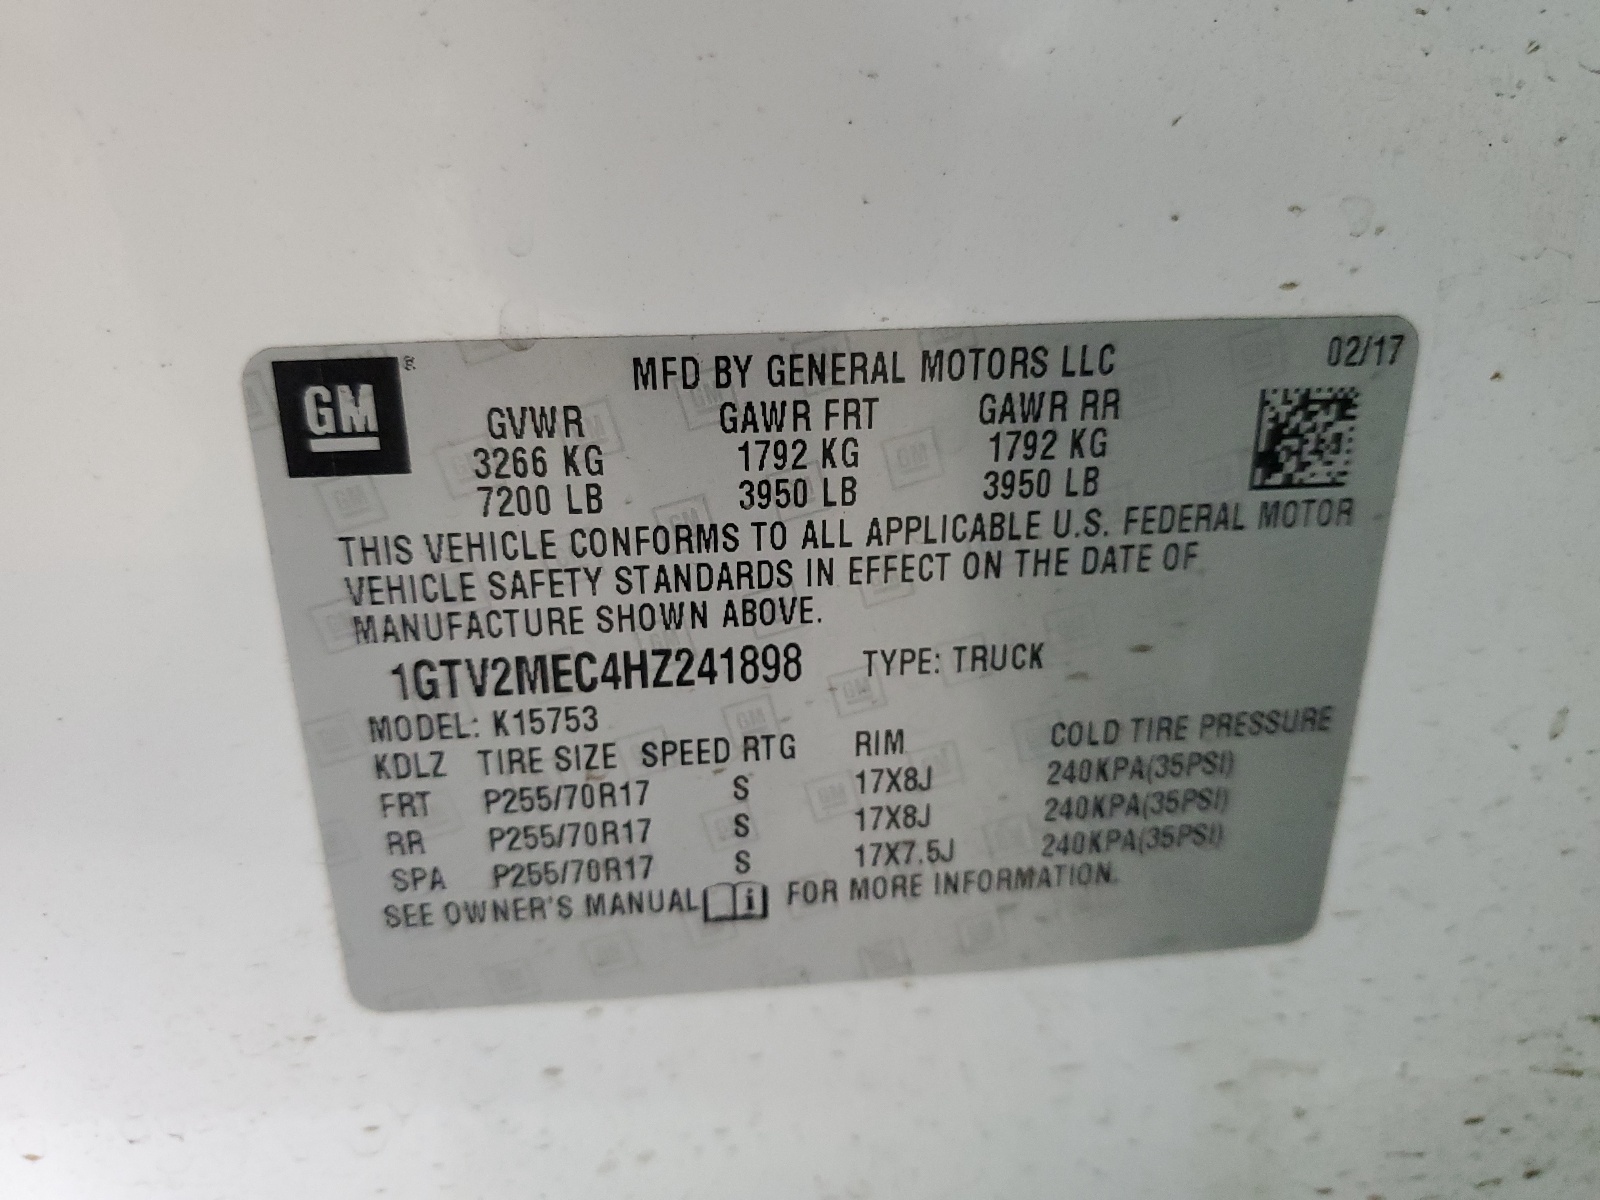 GM
MFD BY GENERAL MOTORS LLC 02/17
GVWR GAWR FRT GAWR RR
3266 KG 1792 KG 1792 KG
7200 LB 3950 LB 3950 LB
THIS VEHICLE CONFORMS TO ALL APPLICABLE U.S. FEDERAL MOTOR
VEHICLE SAFETY STANDARDS IN EFFECT ON THE DATE OF
MANUFACTURE SHOWN ABOVE.
1GTV2MEC4HZ241898 TYPE: TRUCK
MODEL: K15753
KDLZ TIRE SIZE SPEED RTG RIM COLD TIRE PRESSURE
FRT P255/70R17 S 17X8J 240KPA(35PSI)
RR P255/70R17 S 17X8J 240KPA(35PSI)
SPA P255/70R17 S 17X7.5J 240KPA(35PSI)
SEE OWNER'S MANUAL i FOR MORE INFORMATION.